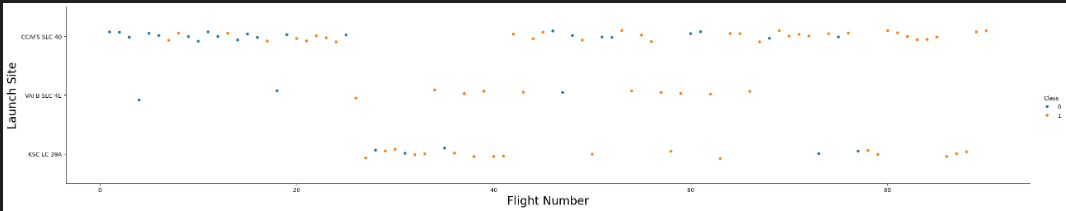 CCAFS SLC 40
VAFB SLC 4E
KSC LC 39A
Launch Site
0
20
40
60
80
Flight Number
Class
0
1